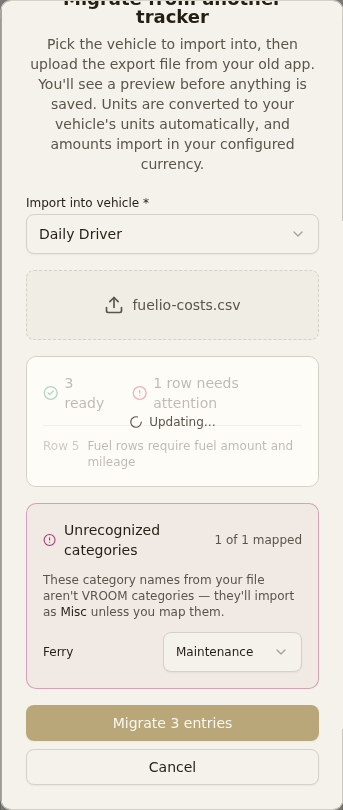 Migrate from another
tracker
Pick the vehicle to import into, then
upload the export file from your old app.
You'll see a preview before anything is
saved. Units are converted to your
vehicle's units automatically, and
amounts import in your configured
currency.
Import into vehicle *
Daily Driver
fuelio-costs.csv
3 ready
1 row needs attention
Updating…
Row 5 Fuel rows require fuel amount and
mileage
Unrecognized
categories
1 of 1 mapped
These category names from your file
aren't VROOM categories — they'll import
as Misc unless you map them.
Ferry
Maintenance
Migrate 3 entries
Cancel